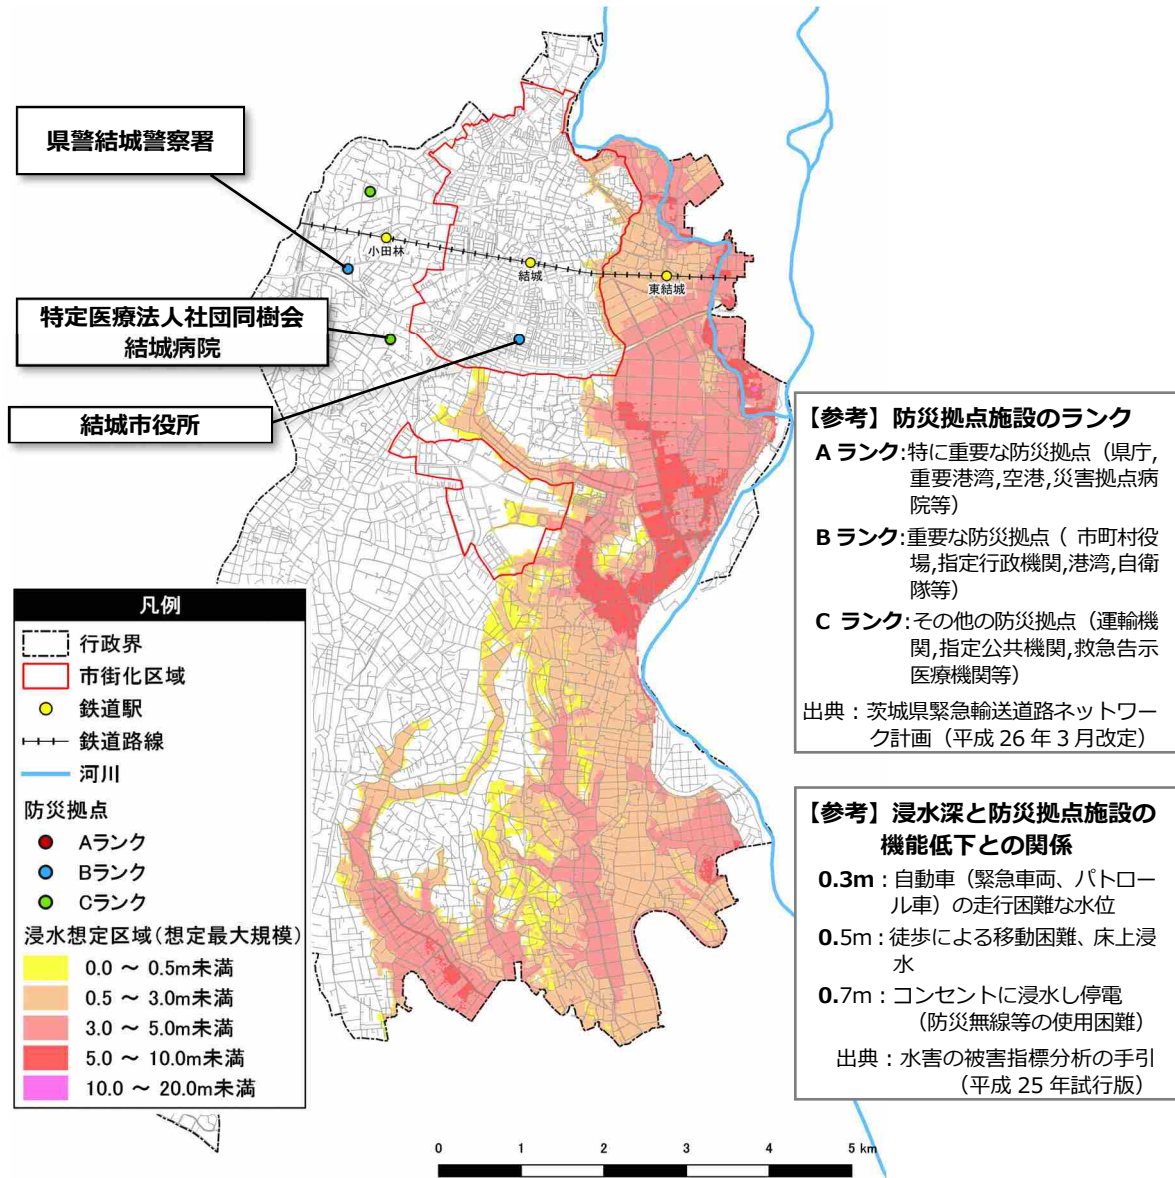 県警結城警察署
特定医療法人社団同樹会
結城病院
結城市役所
小田林
結城
東結城
凡例
行政界
市街化区域
鉄道駅
鉄道路線
河川
防災拠点
Aランク
Bランク
Cランク
浸水想定区域(想定最大規模)
0.0 ～ 0.5m未満
0.5 ～ 3.0m未満
3.0 ～ 5.0m未満
5.0 ～ 10.0m未満
10.0 ～ 20.0m未満
【参考】防災拠点施設のランク
A ランク:特に重要な防災拠点（県庁,
重要港湾,空港,災害拠点病
院等）
B ランク:重要な防災拠点（ 市町村役
場,指定行政機関,港湾,自衛
隊等）
C ランク:その他の防災拠点（運輸機
関,指定公共機関,救急告示
医療機関等）
出典：茨城県緊急輸送道路ネットワー
ク計画（平成 26 年 3 月改定）
【参考】浸水深と防災拠点施設の
機能低下との関係
0.3m：自動車（緊急車両、パトロー
ル車）の走行困難な水位
0.5m：徒歩による移動困難、床上浸
水
0.7m：コンセントに浸水し停電
（防災無線等の使用困難）
出典：水害の被害指標分析の手引
（平成 25 年試行版）
0 1 2 3 4 5 km